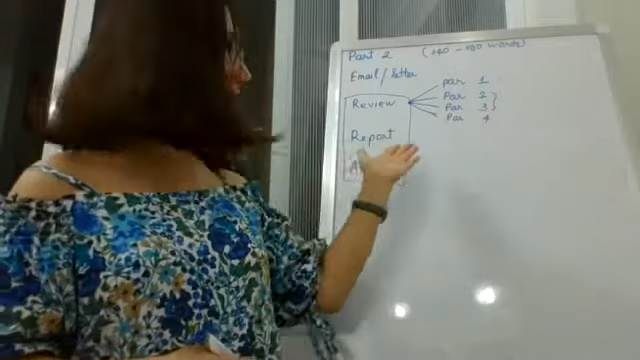 Part 2 (140 - 190 words)
Email / letter
par 1
Review Par 2
Par 3
Par 4
Report
A